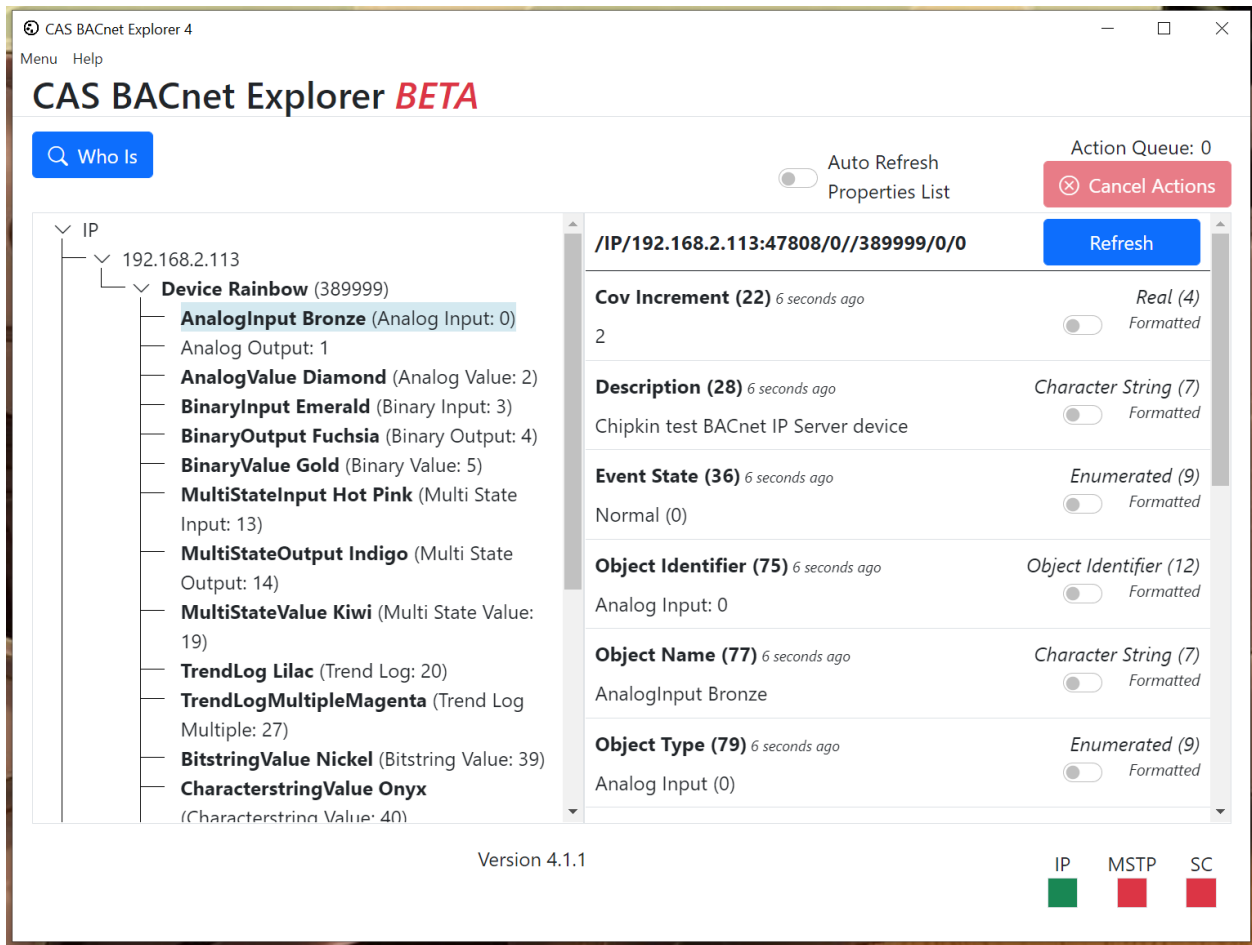 CAS BACnet Explorer 4
Menu Help
CAS BACnet Explorer BETA
Who Is
Auto Refresh
Properties List
Action Queue: 0
Cancel Actions
IP
192.168.2.113
Device Rainbow (389999)
AnalogInput Bronze (Analog Input: 0)
Analog Output: 1
AnalogValue Diamond (Analog Value: 2)
BinaryInput Emerald (Binary Input: 3)
BinaryOutput Fuchsia (Binary Output: 4)
BinaryValue Gold (Binary Value: 5)
MultiStateInput Hot Pink (Multi State
Input: 13)
MultiStateOutput Indigo (Multi State
Output: 14)
MultiStateValue Kiwi (Multi State Value:
19)
TrendLog Lilac (Trend Log: 20)
TrendLogMultipleMagenta (Trend Log
Multiple: 27)
BitstringValue Nickel (Bitstring Value: 39)
CharacterstringValue Onyx
(Characterstring Value: 40)
/IP/192.168.2.113:47808/0//389999/0/0
Refresh
Cov Increment (22) 6 seconds ago
Real (4)
Formatted
2
Description (28) 6 seconds ago
Character String (7)
Formatted
Chipkin test BACnet IP Server device
Event State (36) 6 seconds ago
Enumerated (9)
Formatted
Normal (0)
Object Identifier (75) 6 seconds ago
Object Identifier (12)
Formatted
Analog Input: 0
Object Name (77) 6 seconds ago
Character String (7)
Formatted
AnalogInput Bronze
Object Type (79) 6 seconds ago
Enumerated (9)
Formatted
Analog Input (0)
Version 4.1.1
IP MSTP SC